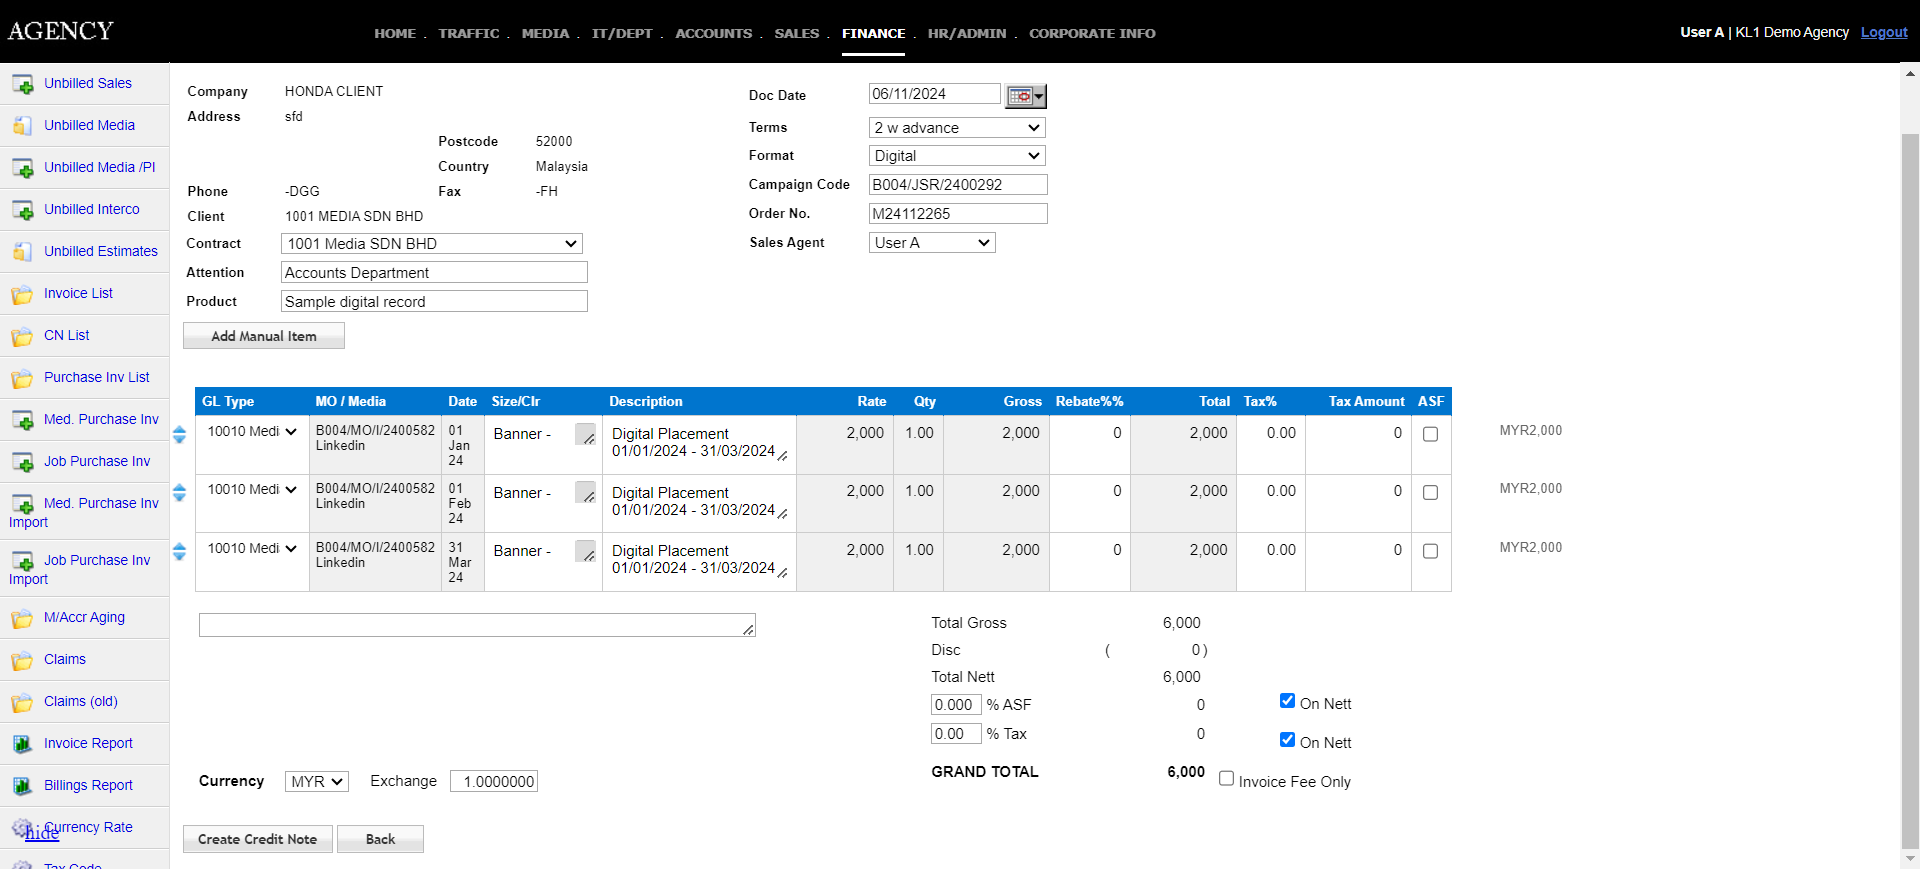 AGENCY
HOME . TRAFFIC . MEDIA . IT/DEPT . ACCOUNTS . SALES . FINANCE . HR/ADMIN . CORPORATE INFO
User A | KL1 Demo Agency Logout
Unbilled Sales
Unbilled Media
Unbilled Media /PI
Unbilled Interco
Unbilled Estimates
Invoice List
CN List
Purchase Inv List
Med. Purchase Inv
Job Purchase Inv
Med. Purchase Inv
Import
Job Purchase Inv
Import
M/Accr Aging
Claims
Claims (old)
Invoice Report
Billings Report
Currency Rate
hide
Tax Code
Company HONDA CLIENT
Address sfd
Postcode 52000
Country Malaysia
Phone -DGG Fax -FH
Client 1001 MEDIA SDN BHD
Contract 1001 Media SDN BHD
Attention Accounts Department
Product Sample digital record
Doc Date 06/11/2024
Terms 2 w advance
Format Digital
Campaign Code B004/JSR/2400292
Order No. M24112265
Sales Agent User A
Add Manual Item
GL Type MO / Media Date Size/Clr Description Rate Qty Gross Rebate%% Total Tax% Tax Amount ASF
10010 Medi B004/MO/I/2400582 01 Banner - Digital Placement 2,000 1.00 2,000 0 2,000 0.00 0 MYR2,000
Linkedin Jan 01/01/2024 - 31/03/2024
24
10010 Medi B004/MO/I/2400582 01 Banner - Digital Placement 2,000 1.00 2,000 0 2,000 0.00 0 MYR2,000
Linkedin Feb 01/01/2024 - 31/03/2024
24
10010 Medi B004/MO/I/2400582 31 Banner - Digital Placement 2,000 1.00 2,000 0 2,000 0.00 0 MYR2,000
Linkedin Mar 01/01/2024 - 31/03/2024
24
Total Gross 6,000
Disc ( 0 )
Total Nett 6,000
0.000 % ASF 0 On Nett
0.00 % Tax 0 On Nett
GRAND TOTAL 6,000 Invoice Fee Only
Currency MYR Exchange 1.0000000
Create Credit Note Back